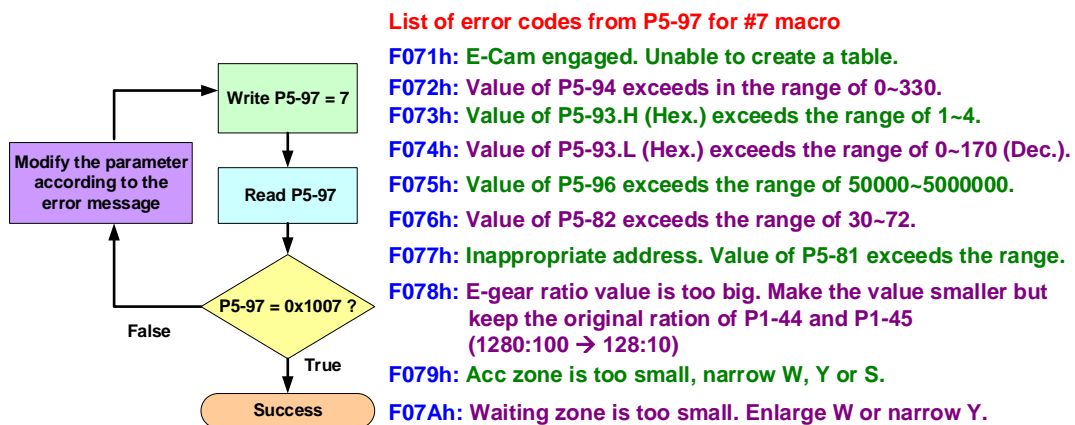 List of error codes from P5-97 for #7 macro
F071h: E-Cam engaged. Unable to create a table.
F072h: Value of P5-94 exceeds in the range of 0~330.
F073h: Value of P5-93.H (Hex.) exceeds the range of 1~4.
F074h: Value of P5-93.L (Hex.) exceeds the range of 0~170 (Dec.).
F075h: Value of P5-96 exceeds the range of 50000~5000000.
F076h: Value of P5-82 exceeds the range of 30~72.
F077h: Inappropriate address. Value of P5-81 exceeds the range.
F078h: E-gear ratio value is too big. Make the value smaller but
keep the original ration of P1-44 and P1-45
(1280:100 → 128:10)
F079h: Acc zone is too small, narrow W, Y or S.
F07Ah: Waiting zone is too small. Enlarge W or narrow Y.
Write P5-97 = 7
Read P5-97
P5-97 = 0x1007 ?
False
True
Success
Modify the parameter
according to the
error message